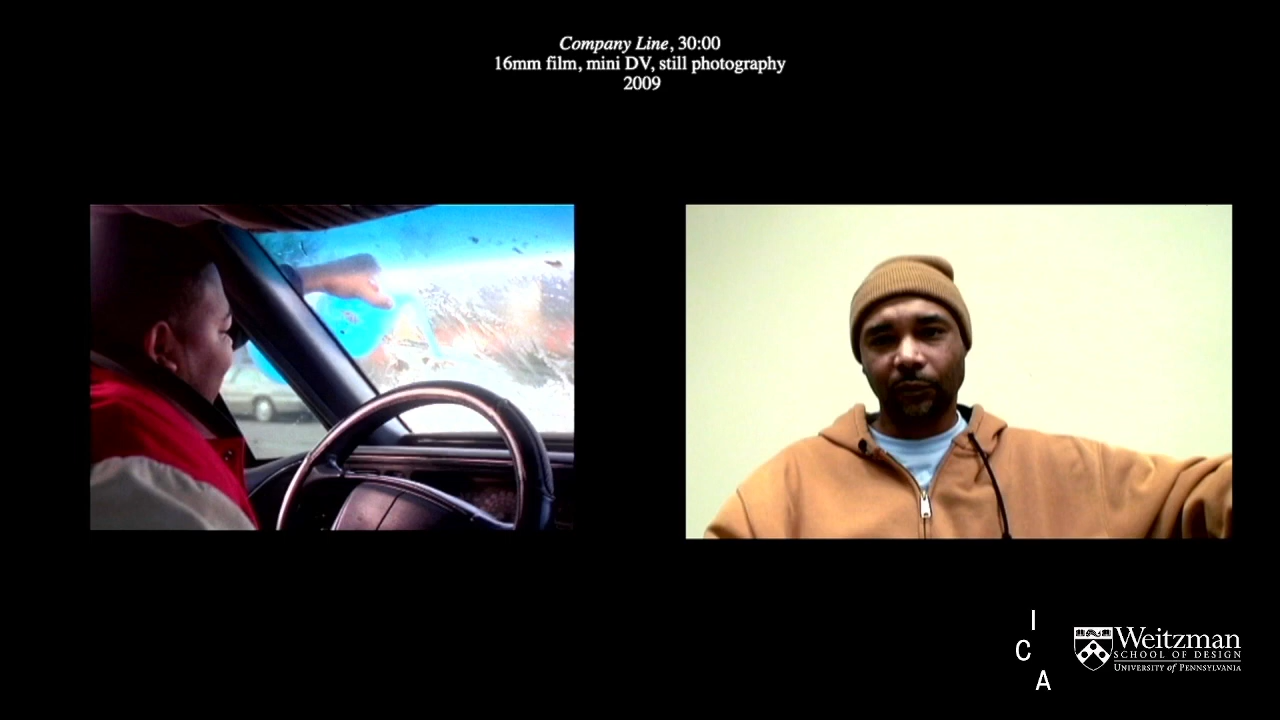 Company Line, 30:00
16mm film, mini DV, still photography
2009
I
C
A
Weitzman
SCHOOL OF DESIGN
UNIVERSITY of PENNSYLVANIA